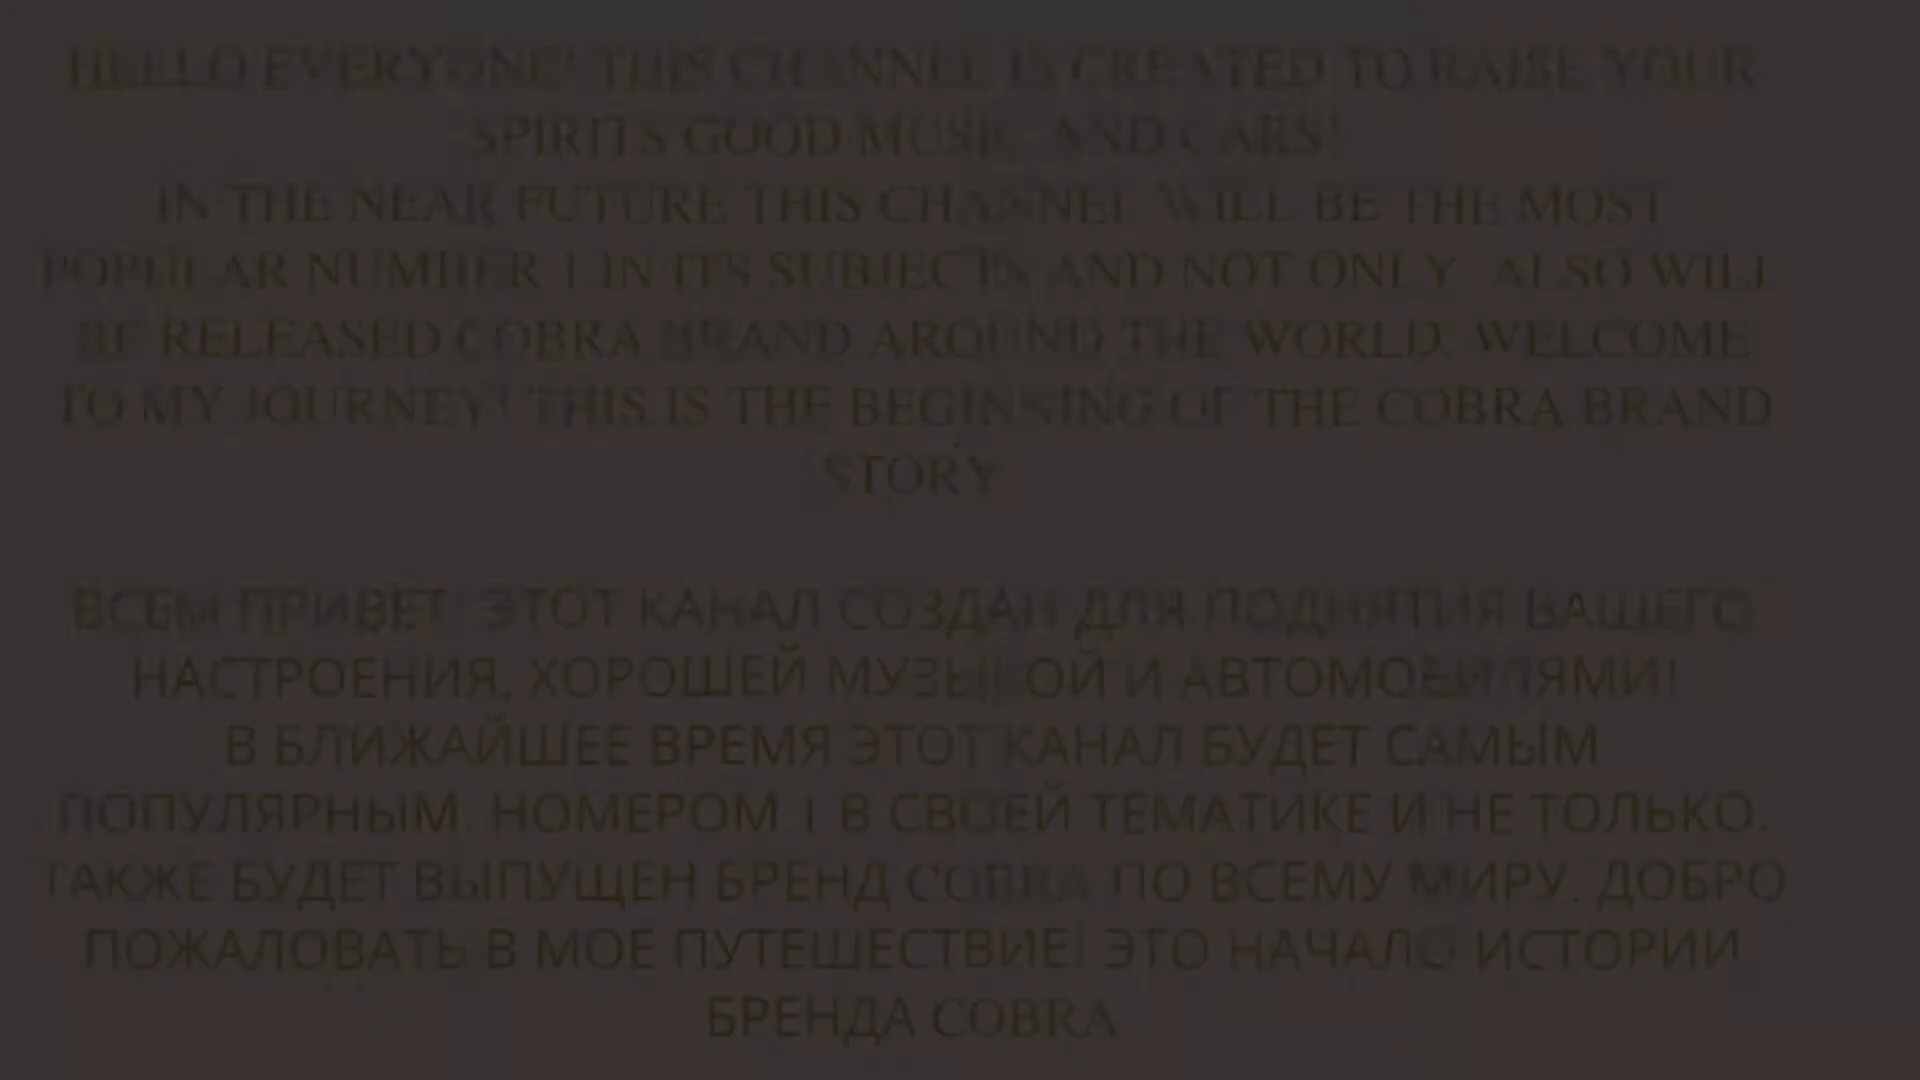 HELLO EVERYONE! THIS CHANNEL IS CREATED TO RAISE YOUR
SPIRITS GOOD MUSIC AND CARS!
IN THE NEAR FUTURE THIS CHANNEL WILL BE THE MOST
POPULAR NUMBER 1 IN ITS SUBJECTS AND NOT ONLY. ALSO WILL
BE RELEASED COBRA BRAND AROUND THE WORLD. WELCOME
TO MY JOURNEY! THIS IS THE BEGINNING OF THE COBRA BRAND
STORY
ВСЕМ ПРИВЕТ! ЭТОТ КАНАЛ СОЗДАН ДЛЯ ПОДНЯТИЯ ВАШЕГО
НАСТРОЕНИЯ, ХОРОШЕЙ МУЗЫКОЙ И АВТОМОБИЛЯМИ!
В БЛИЖАЙШЕЕ ВРЕМЯ ЭТОТ КАНАЛ БУДЕТ САМЫМ
ПОПУЛЯРНЫМ, НОМЕРОМ 1 В СВОЕЙ ТЕМАТИКЕ И НЕ ТОЛЬКО.
ТАКЖЕ БУДЕТ ВЫПУЩЕН БРЕНД COBRA ПО ВСЕМУ МИРУ. ДОБРО
ПОЖАЛОВАТЬ В МОЕ ПУТЕШЕСТВИЕ! ЭТО НАЧАЛО ИСТОРИИ
БРЕНДА COBRA